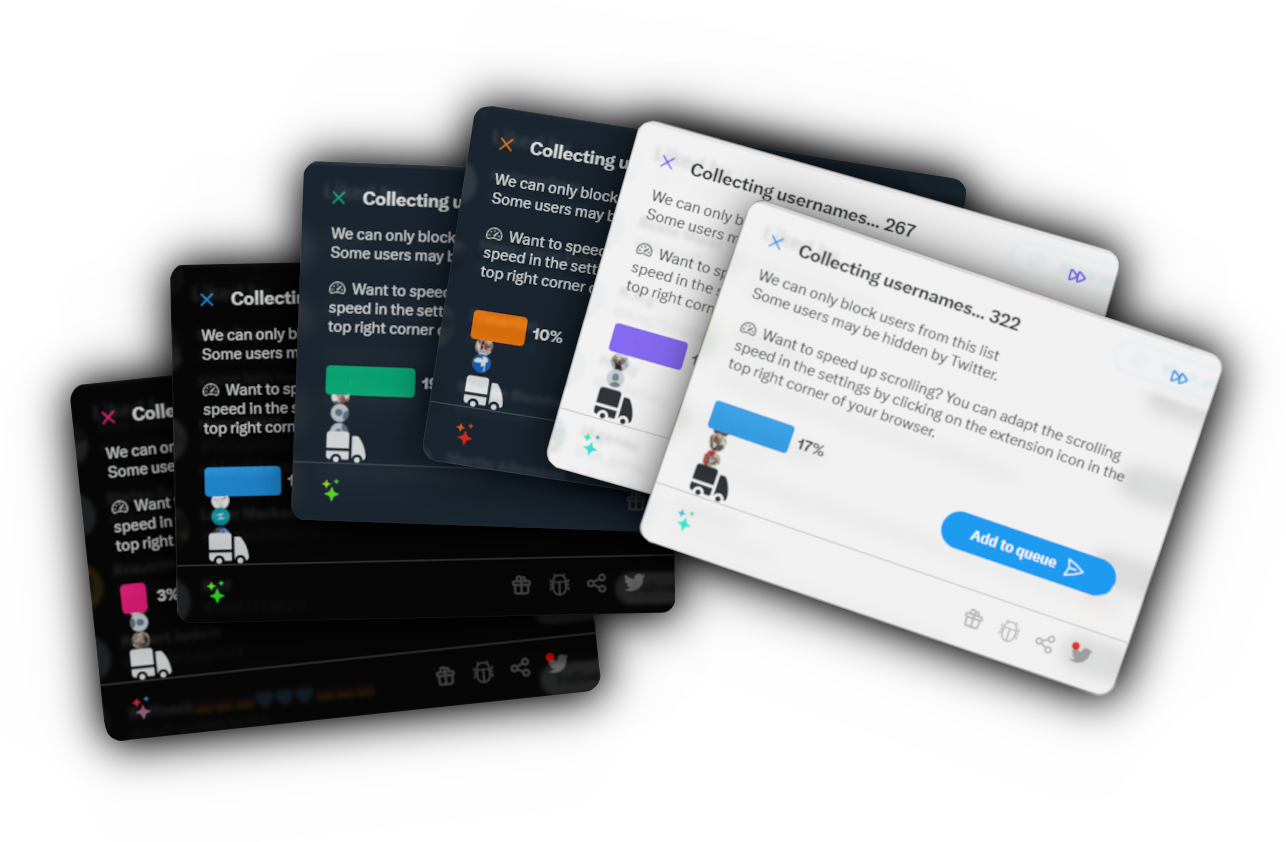 Colle
We can or
Some use
Want
speed in
top right
3%
Collecti
We can only b
Some users m
Want to sp
speed in the s
top right corn
1
Collecting u
We can only block
Some users may b
Want to speed
speed in the sett
top right corner o
19
Collecting u
We can only block
Some users may b
Want to speed
speed in the setti
top right corner o
10%
Collecting usernames... 267
We can only b
Some users m
Want to sp
speed in the s
top right corn
Collecting usernames... 322
We can only block users from this list
Some users may be hidden by Twitter.
Want to speed up scrolling? You can adapt the scrolling
speed in the settings by clicking on the extension icon in the
top right corner of your browser.
17%
Add to queue